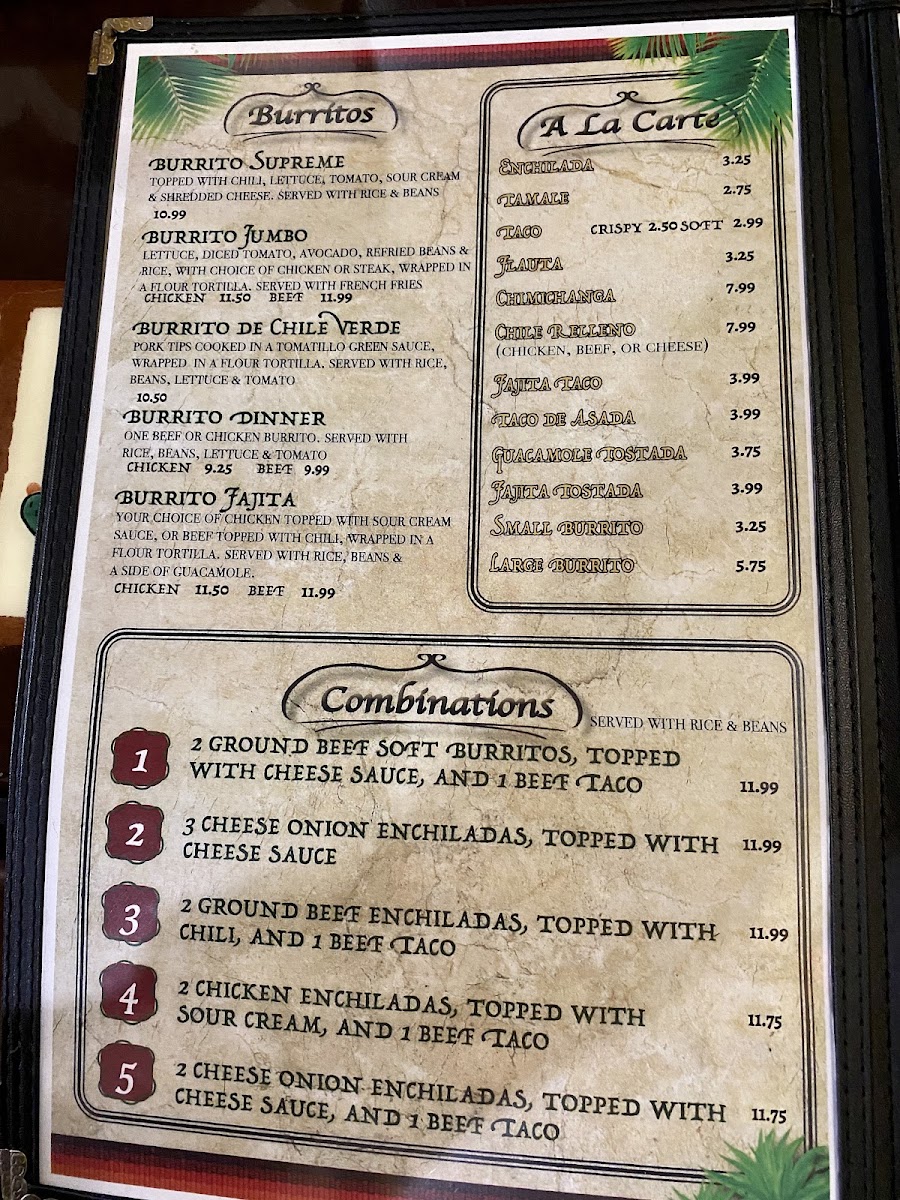 Burritos
Burrito Supreme
Topped with chili, lettuce, tomato, sour cream
& shredded cheese. Served with rice & beans
10.99
Burrito Jumbo
Lettuce, diced tomato, avocado, refried beans &
rice, with choice of chicken or steak, wrapped in
a flour tortilla. Served with french fries
Chicken 11.50 Beef 11.99
Burrito de Chile Verde
Pork tips cooked in a tomatillo green sauce,
wrapped in a flour tortilla. Served with rice,
beans, lettuce & tomato
10.50
Burrito Dinner
One beef or chicken burrito. Served with
rice, beans, lettuce & tomato
Chicken 9.25 Beef 9.99
Burrito Fajita
Your choice of chicken topped with sour cream
sauce, or beef topped with chili, wrapped in a
flour tortilla. Served with rice, beans &
a side of guacamole.
Chicken 11.50 Beef 11.99
A La Carte
Enchilada 3.25
Tamale 2.75
Taco Crispy 2.50 Soft 2.99
Flauta 3.25
Chimichanga 7.99
Chile Relleno 7.99
(Chicken, Beef, or Cheese)
Fajita Taco 3.99
Taco de Asada 3.99
Guacamole Tostada 3.75
Fajita Tostada 3.99
Small Burrito 3.25
Large Burrito 5.75
Combinations
Served with rice & beans
1 2 Ground Beef Soft Burritos, topped
with cheese sauce, and 1 Beef Taco 11.99
2 3 Cheese Onion Enchiladas, topped with 11.99
cheese sauce
3 2 Ground Beef Enchiladas, topped with 11.99
chili, and 1 Beef Taco
4 2 Chicken Enchiladas, topped with 11.75
sour cream, and 1 Beef Taco
5 2 Cheese Onion Enchiladas, topped with 11.75
cheese sauce, and 1 Beef Taco